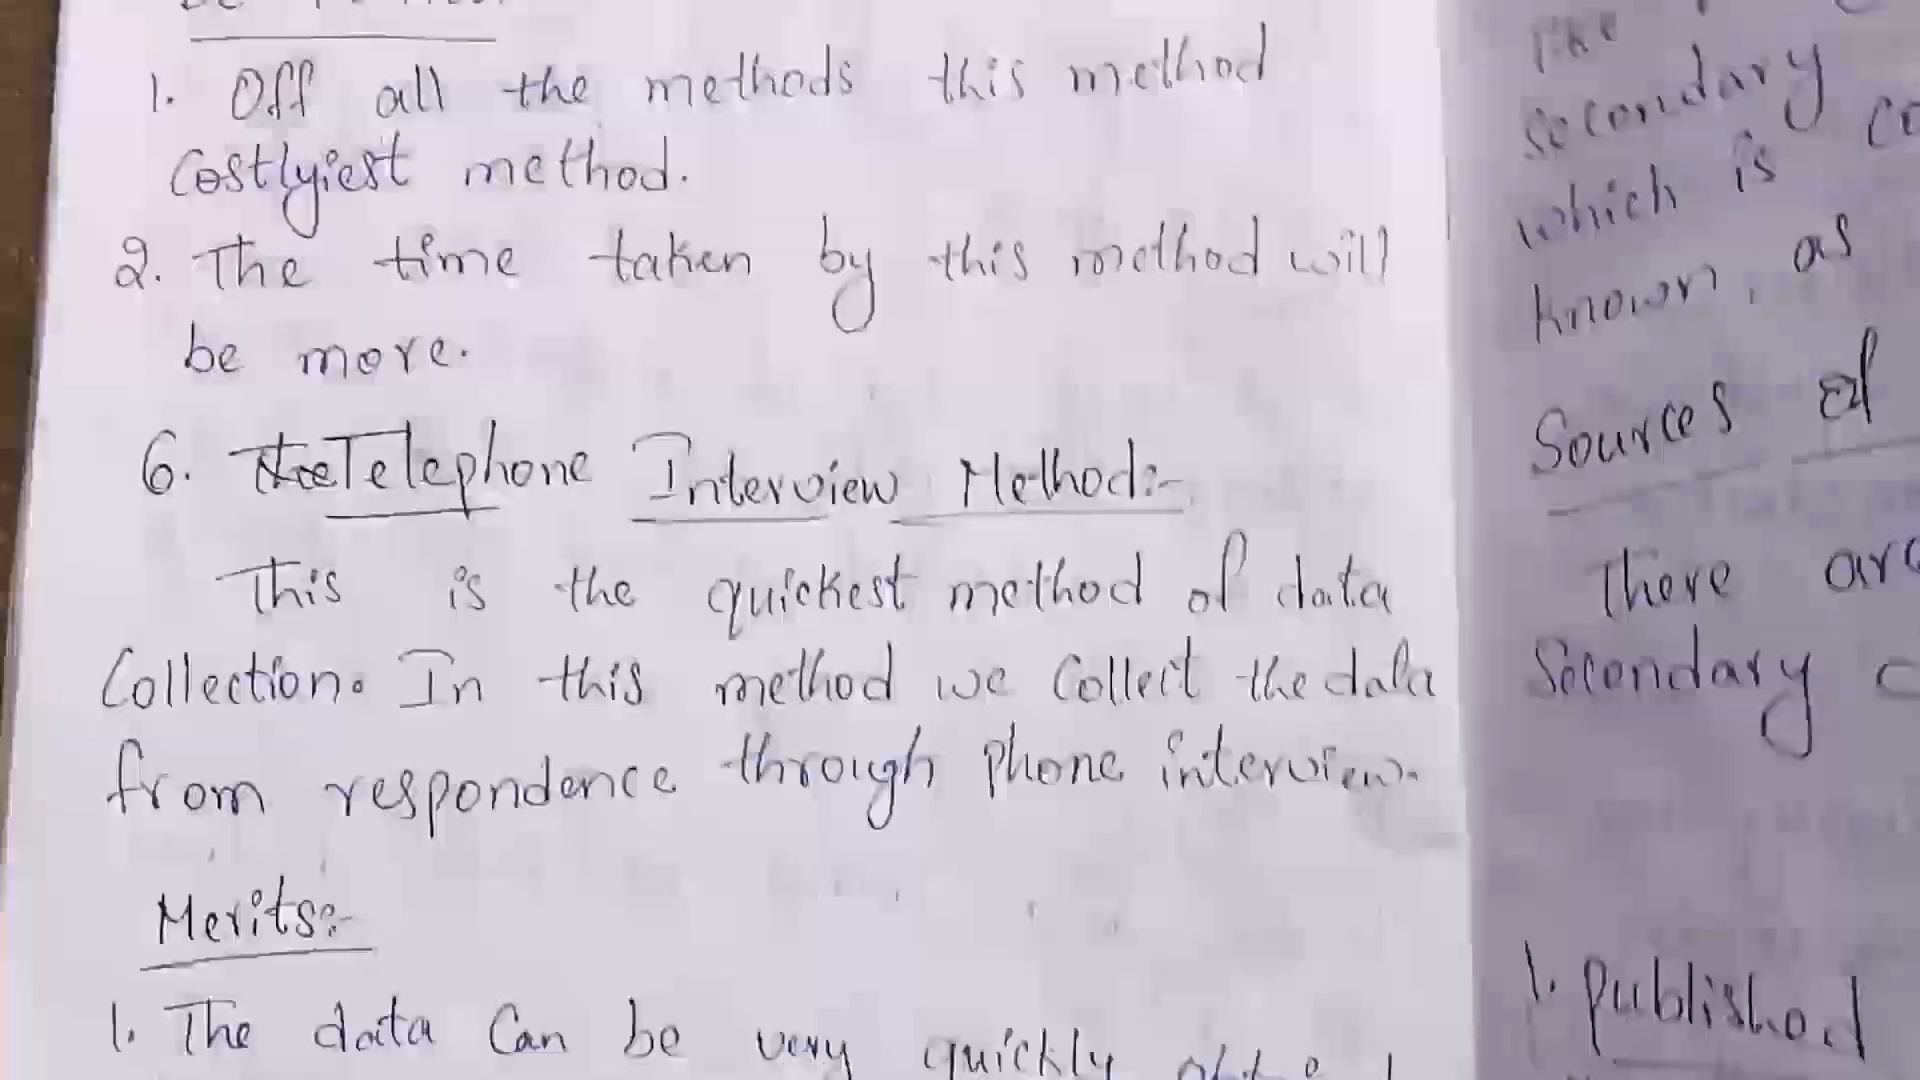 1. Off all the methods this method
Costlyiest method.
2. The time taken by this method will
be more.
6. The Telephone Interview Method:-
This is the quickest method of data
Collection. In this method we Collect the data
from respondence through phone interview.
Merits:-
1. The data Can be very quickly
The
secondary
which is
known as
Sources of
There are
Secondary
1. Published